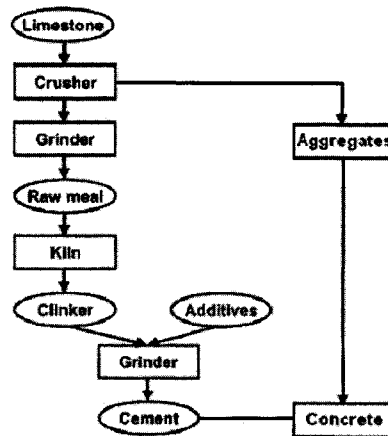 Limestone
Crusher
Grinder
Aggregates
Raw meal
Kiln
Clinker
Additives
Grinder
Cement
Concrete